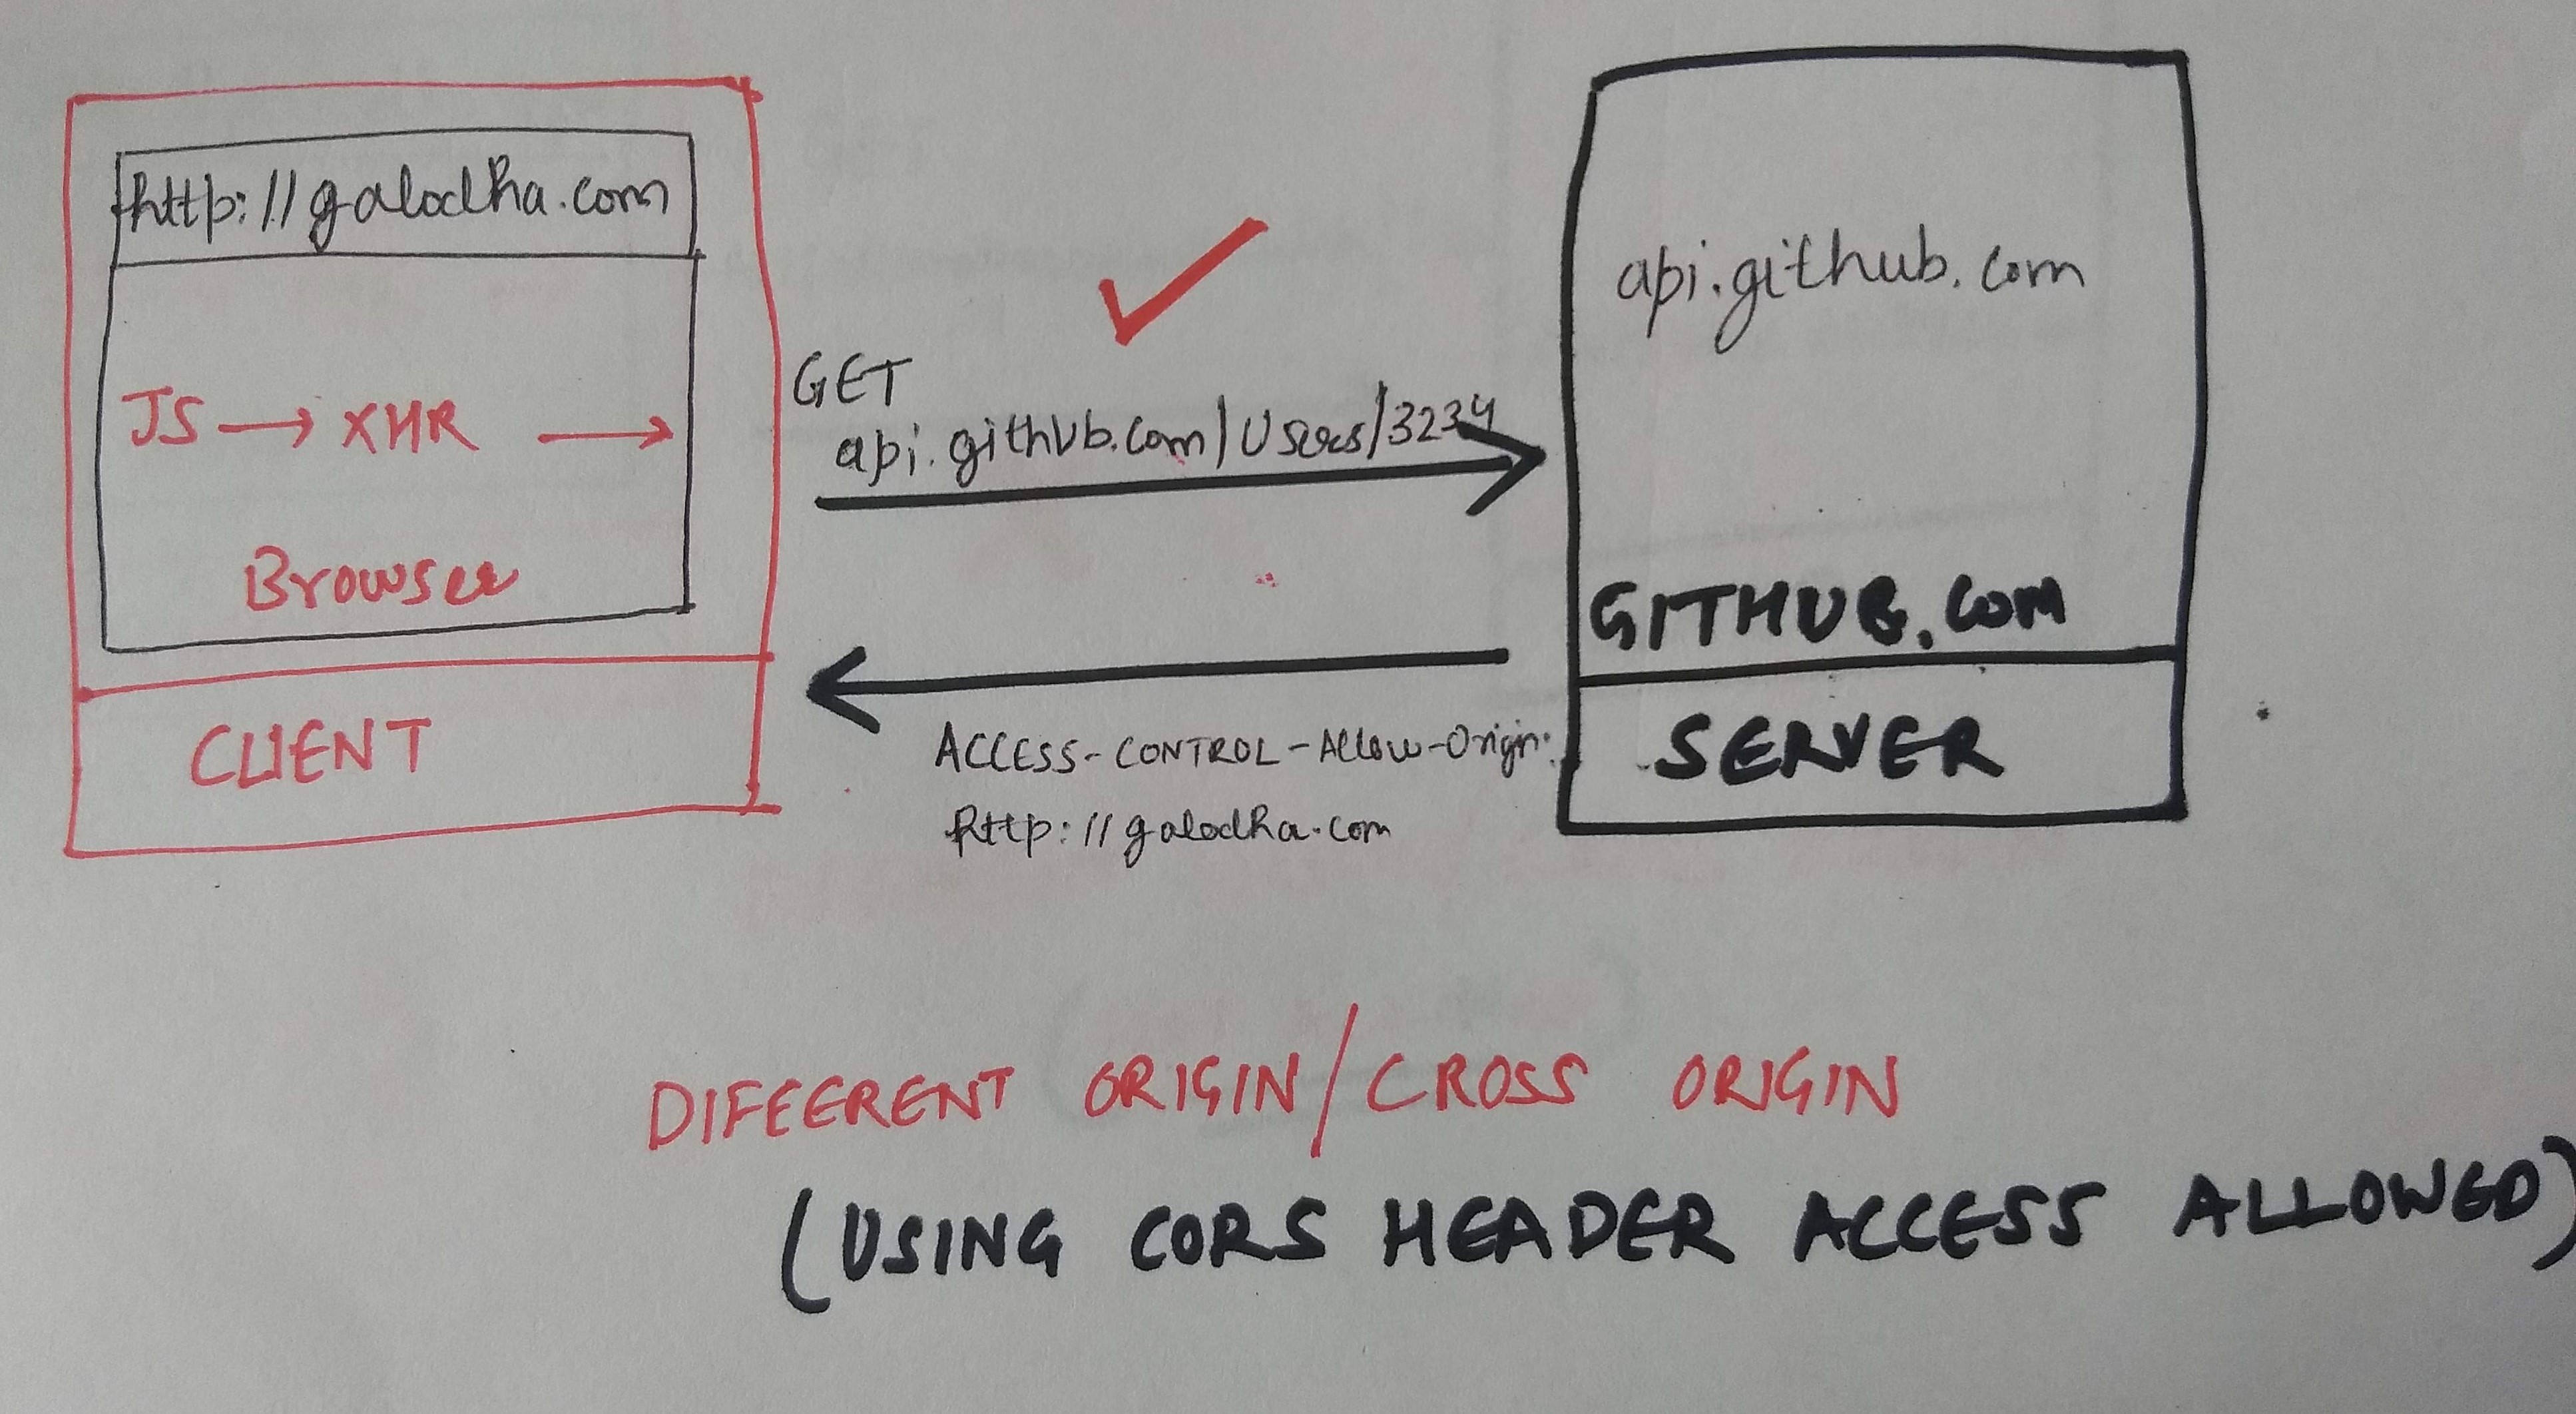 http://galodha.com
JS → XHR →
Browser
CLIENT
GET
api.github.com/Users/3234
ACCESS-CONTROL-Allow-Origin:
http://galodha.com
api.github.com
GITHUB.COM
SERVER
DIFEERENT ORIGIN/CROSS ORIGIN
(USING CORS HEADER ACCESS ALLOWED)